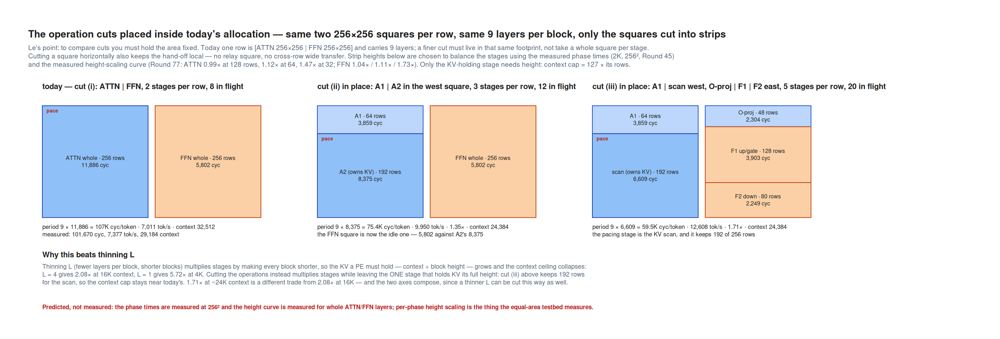 The operation cuts placed inside today's allocation — same two 256×256 squares per row, same 9 layers per block, only the squares cut into strips
Le's point: to compare cuts you must hold the area fixed. Today one row is [ATTN 256×256 | FFN 256×256] and carries 9 layers; a finer cut must live in that same footprint, not take a whole square per stage.
Cutting a square horizontally also keeps the hand-off local — no relay square, no cross-row wide transfer. Strip heights below are chosen to balance the stages using the measured phase times (2K, 256², Round 45)
and the measured height-scaling curve (Round 77: ATTN 0.99× at 128 rows, 1.12× at 64, 1.47× at 32; FFN 1.04× / 1.11× / 1.73×). Only the KV-holding stage needs height: context cap = 127 × its rows.
today — cut (i): ATTN | FFN, 2 stages per row, 8 in flight
pace
ATTN whole · 256 rows
11,886 cyc
FFN whole · 256 rows
5,802 cyc
period 9 × 11,886 = 107K cyc/token · 7,011 tok/s · context 32,512
measured: 101,670 cyc, 7,377 tok/s, 29,184 context
cut (ii) in place: A1 | A2 in the west square, 3 stages per row, 12 in flight
A1 · 64 rows
3,859 cyc
pace
A2 (owns KV) · 192 rows
8,375 cyc
FFN whole · 256 rows
5,802 cyc
period 9 × 8,375 = 75.4K cyc/token · 9,950 tok/s · 1.35× · context 24,384
the FFN square is now the idle one — 5,802 against A2's 8,375
cut (iii) in place: A1 | scan west, O-proj | F1 | F2 east, 5 stages per row, 20 in flight
A1 · 64 rows
3,859 cyc
pace
scan (owns KV) · 192 rows
6,609 cyc
O-proj · 48 rows
2,304 cyc
F1 up/gate · 128 rows
3,903 cyc
F2 down · 80 rows
2,249 cyc
period 9 × 6,609 = 59.5K cyc/token · 12,608 tok/s · 1.71× · context 24,384
the pacing stage is the KV scan, and it keeps 192 of 256 rows
Why this beats thinning L
Thinning L (fewer layers per block, shorter blocks) multiplies stages by making every block shorter, so the KV a PE must hold — context ÷ block height — grows and the context ceiling collapses:
L = 4 gives 2.08× at 16K context, L = 1 gives 5.72× at 4K. Cutting the operations instead multiplies stages while leaving the ONE stage that holds KV its full height: cut (iii) above keeps 192 rows
for the scan, so the context cap stays near today's. 1.71× at ~24K context is a different trade from 2.08× at 16K — and the two axes compose, since a thinner L can be cut this way as well.
Predicted, not measured: the phase times are measured at 256² and the height curve is measured for whole ATTN/FFN layers; per-phase height scaling is the thing the equal-area testbed measures.